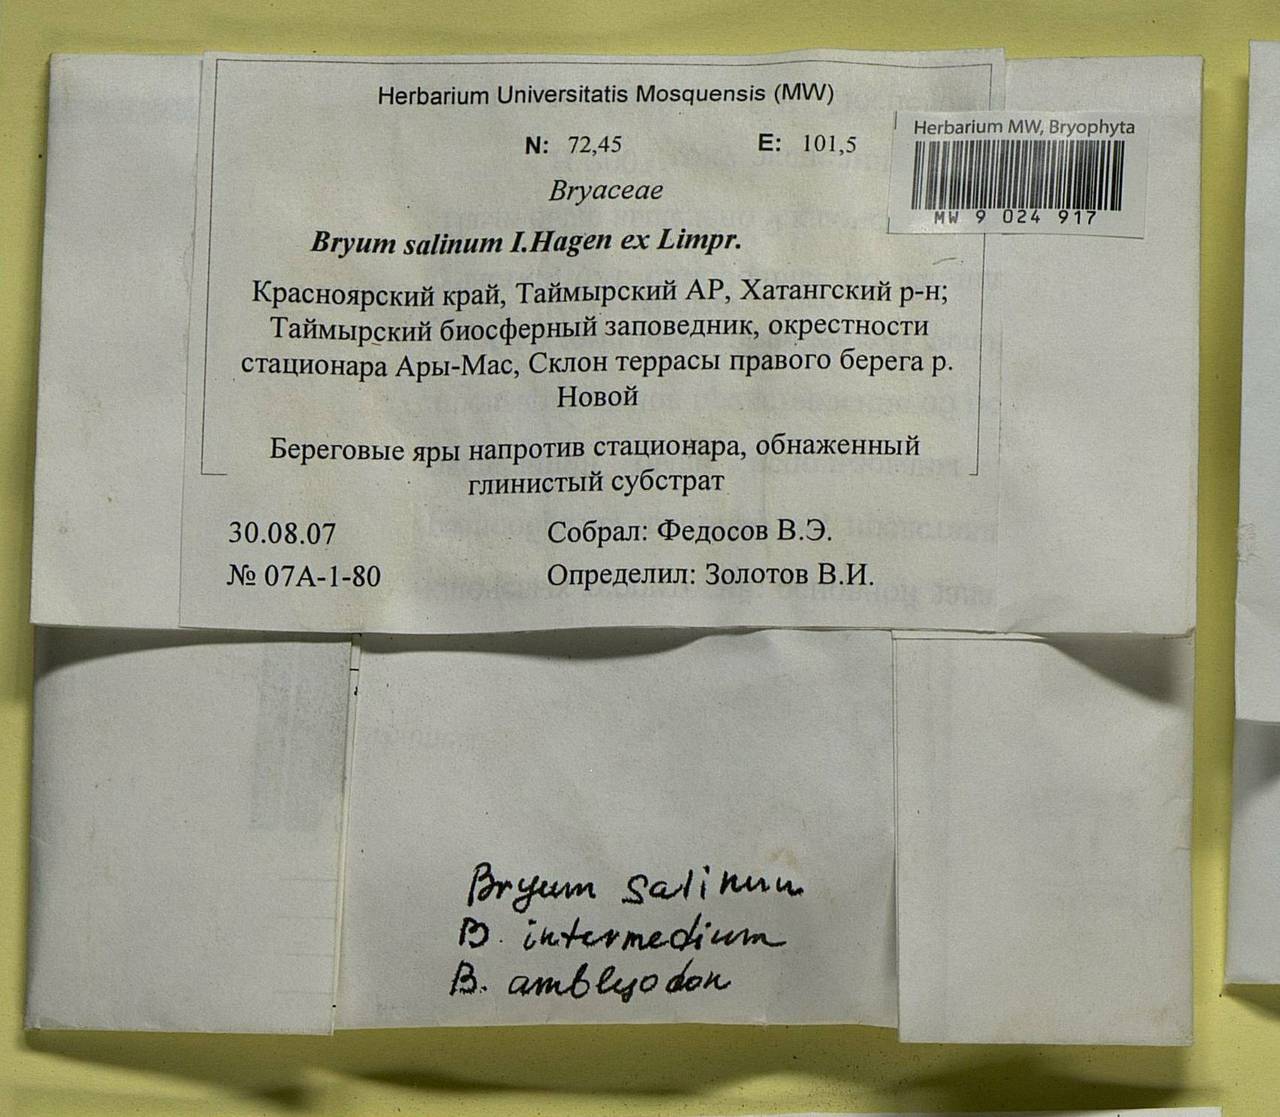 Herbarium Universitatis Mosquensis (MW)
N: 72,45 E: 101,5
Herbarium MW, Bryophyta
MW 9 024 917
Bryaceae
Bryum salinum I.Hagen ex Limpr.
Красноярский край, Таймырский АР, Хатангский р-н;
Таймырский биосферный заповедник, окрестности
стационара Ары-Мас, Склон террасы правого берега р.
Новой
Береговые яры напротив стационара, обнаженный
глинистый субстрат
30.08.07 Собрал: Федосов В.Э.
№ 07А-1-80 Определил: Золотов В.И.
Bryum salinum
B. intermedium
B. amblyodon